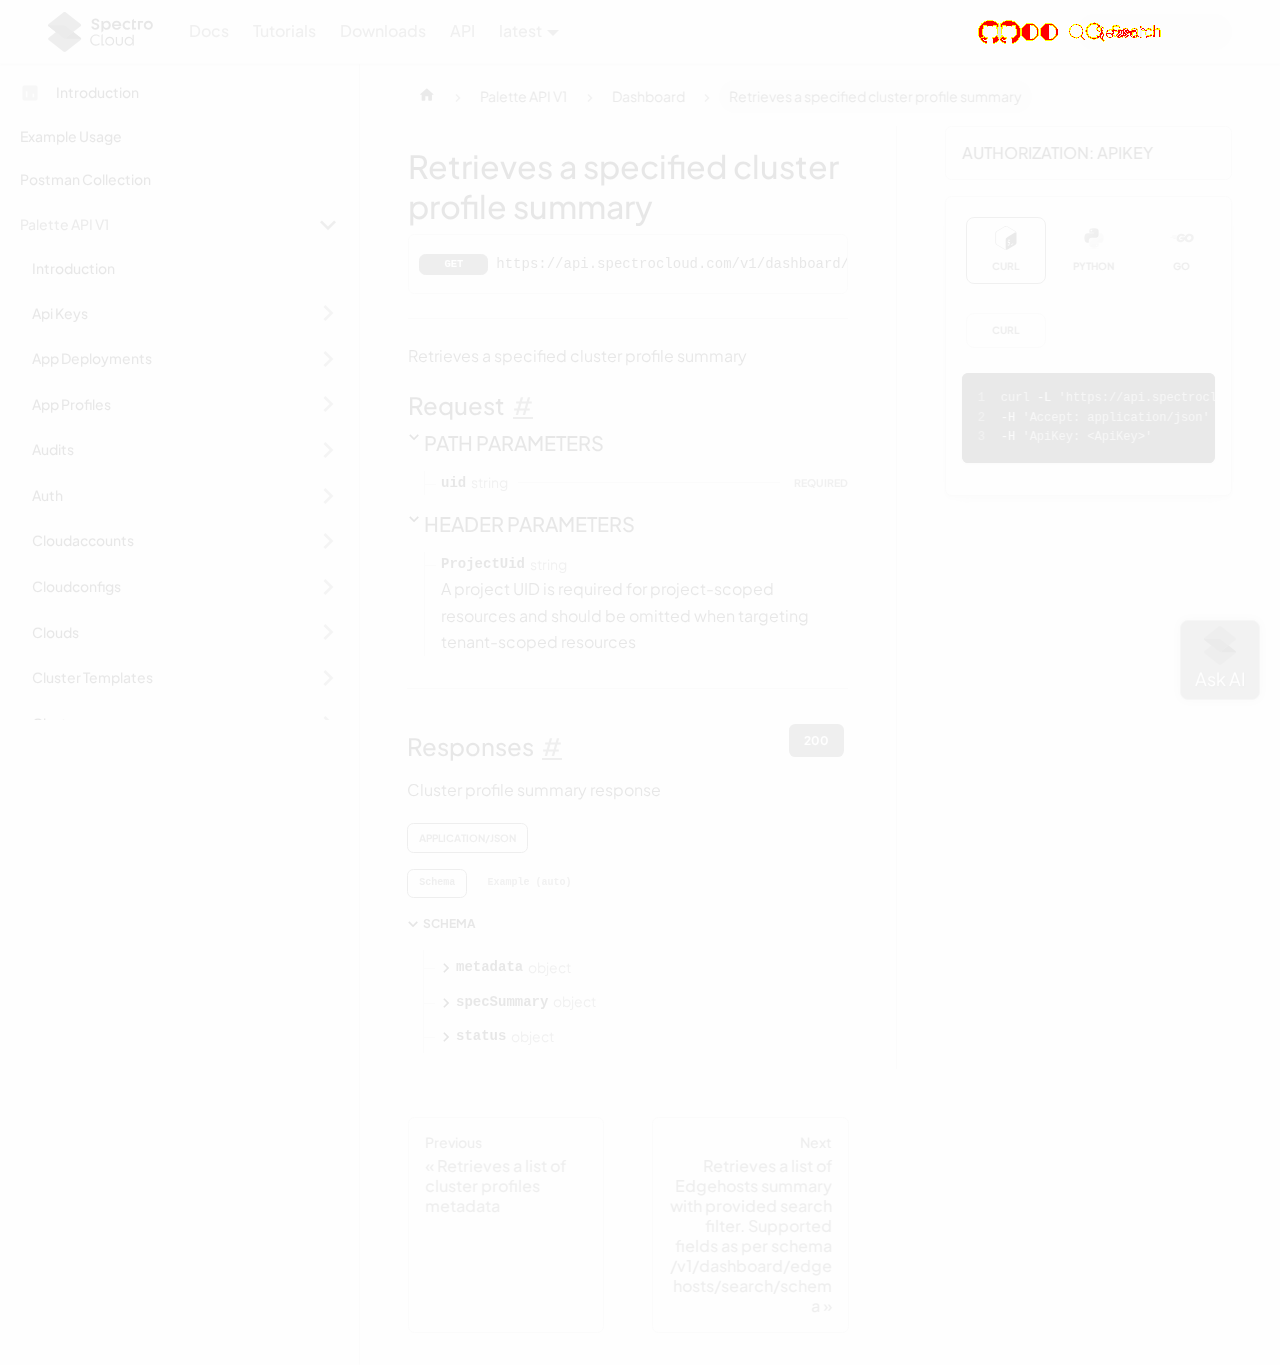 Spectro Cloud
Docs Tutorials Downloads API latest
Search
Introduction
Example Usage
Postman Collection
Palette API V1
Introduction
Api Keys
App Deployments
App Profiles
Audits
Auth
Cloudaccounts
Cloudconfigs
Clouds
Cluster Templates
Palette API V1 › Dashboard › Retrieves a specified cluster profile summary
Retrieves a specified cluster
profile summary
GET https://api.spectrocloud.com/v1/dashboard/
Retrieves a specified cluster profile summary
Request #
PATH PARAMETERS
uid string REQUIRED
HEADER PARAMETERS
ProjectUid string
A project UID is required for project-scoped
resources and should be omitted when targeting
tenant-scoped resources
Responses #
200
Cluster profile summary response
APPLICATION/JSON
Schema Example (auto)
SCHEMA
metadata object
specSummary object
status object
Previous
« Retrieves a list of
cluster profiles
metadata
Next
Retrieves a list of
Edgehosts summary
with provided search
filter. Supported
fields as per schema
/v1/dashboard/edge
hosts/search/schem
a »
AUTHORIZATION: APIKEY
CURL PYTHON GO
CURL
1 curl -L 'https://api.spectrocl
2 -H 'Accept: application/json'
3 -H 'ApiKey: <ApiKey>'
Ask AI